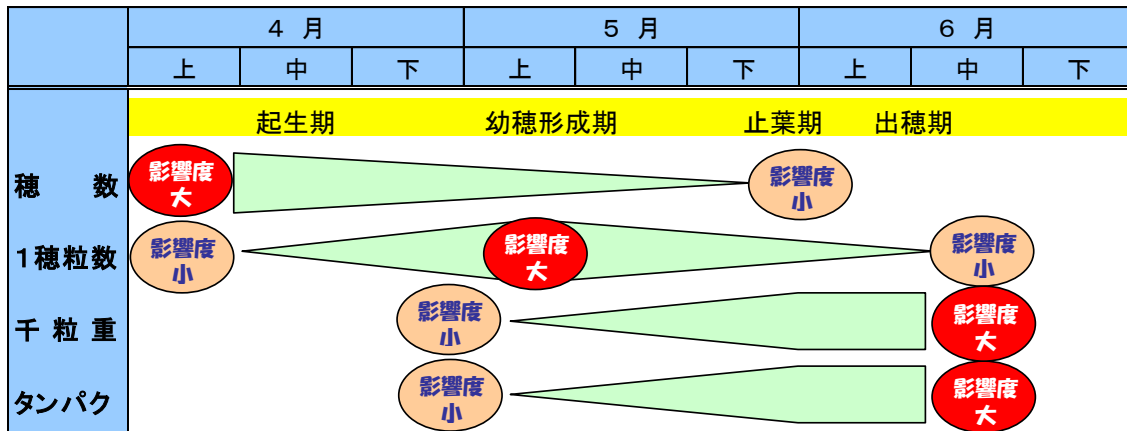 ４ 月 ５ 月 ６ 月
上 中 下 上 中 下 上 中 下
起生期 幼穂形成期 止葉期 出穂期
穂 数 影響度 大 影響度 小
1穂粒数 影響度 小 影響度 大 影響度 小
千 粒 重 影響度 小 影響度 大
タンパク 影響度 小 影響度 大